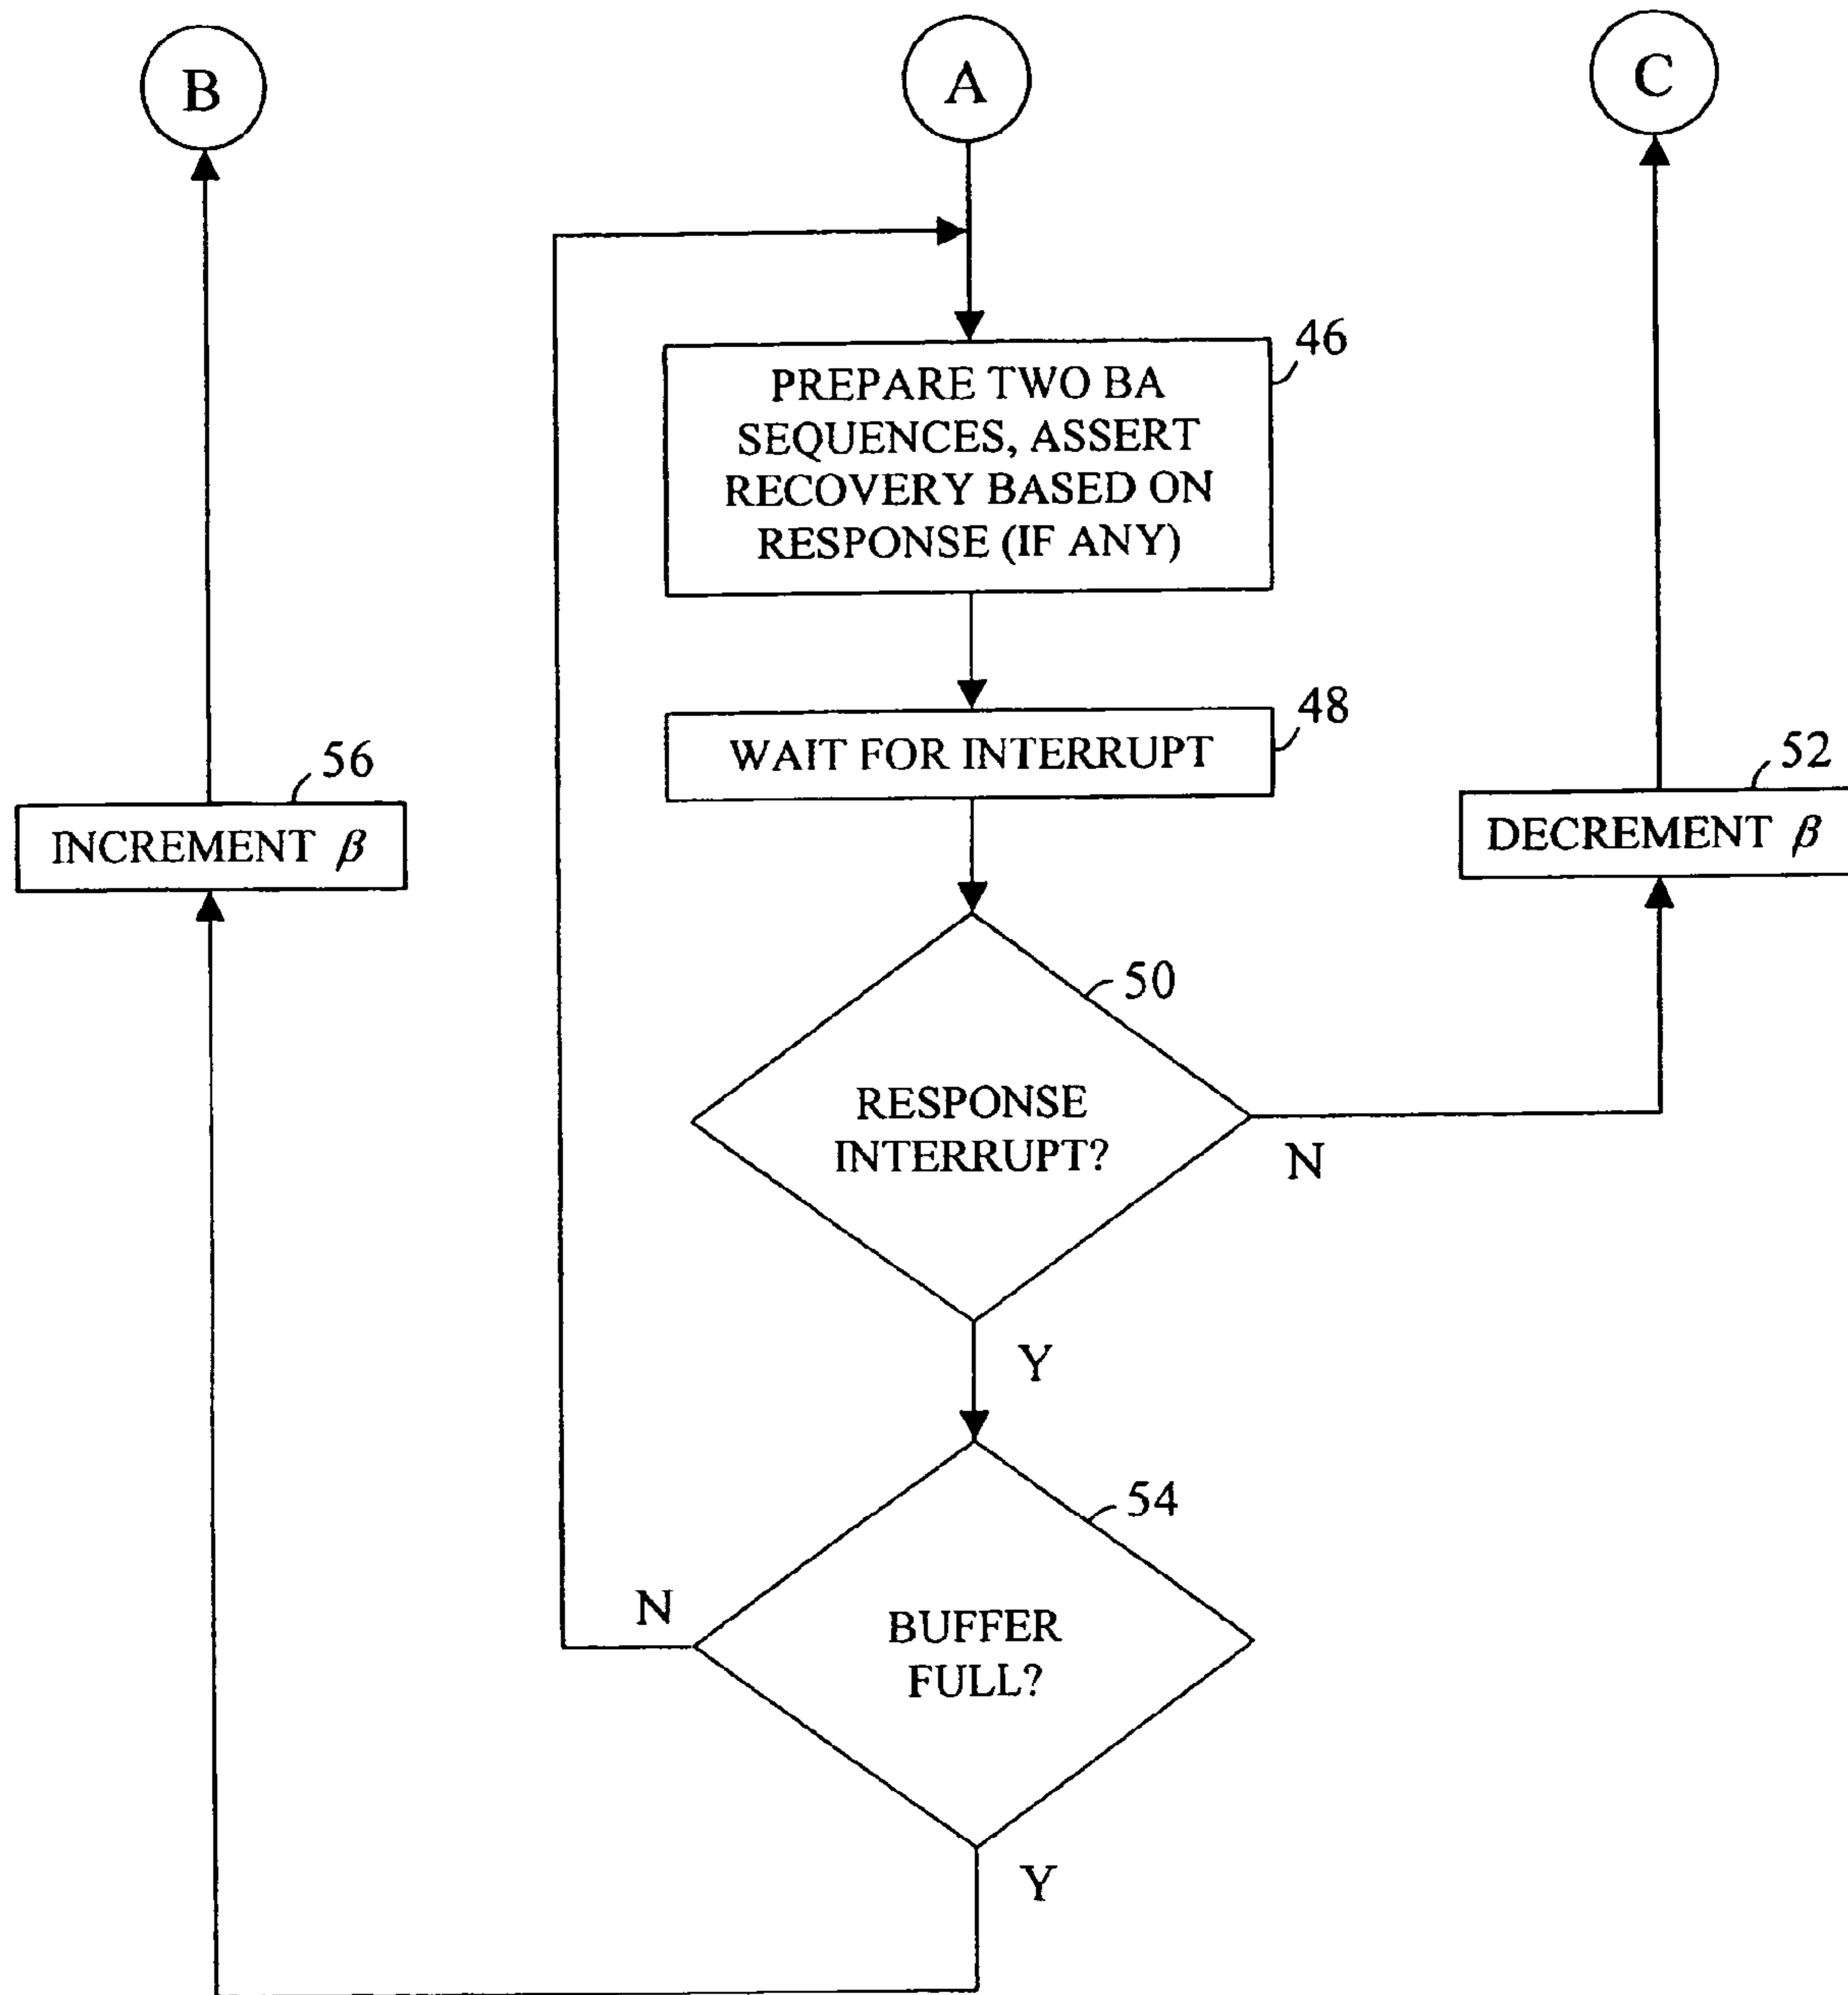 B
A
C
46
PREPARE TWO BA
SEQUENCES, ASSERT
RECOVERY BASED ON
RESPONSE (IF ANY)
48
WAIT FOR INTERRUPT
56
INCREMENT β
52
DECREMENT β
50
RESPONSE
INTERRUPT?
N
Y
54
N
BUFFER
FULL?
Y